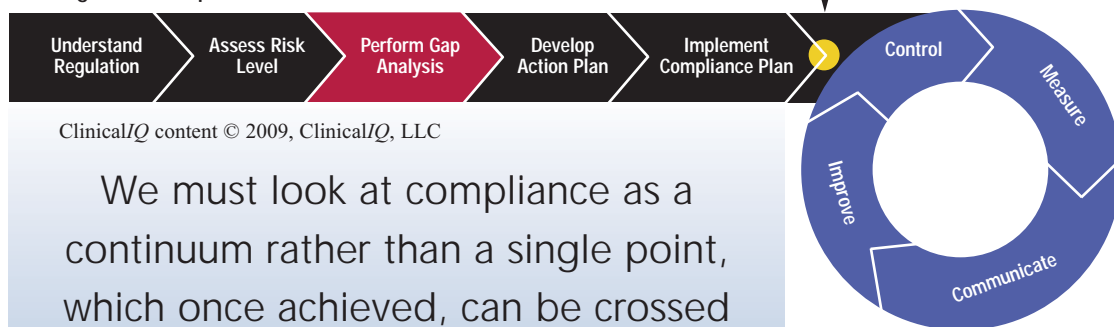 Understand
Regulation
Assess Risk
Level
Perform Gap
Analysis
Develop
Action Plan
Implement
Compliance Plan
Control
Measure
Communicate
Improve
ClinicalIQ content © 2009, ClinicalIQ, LLC
We must look at compliance as a
continuum rather than a single point,
which once achieved, can be crossed